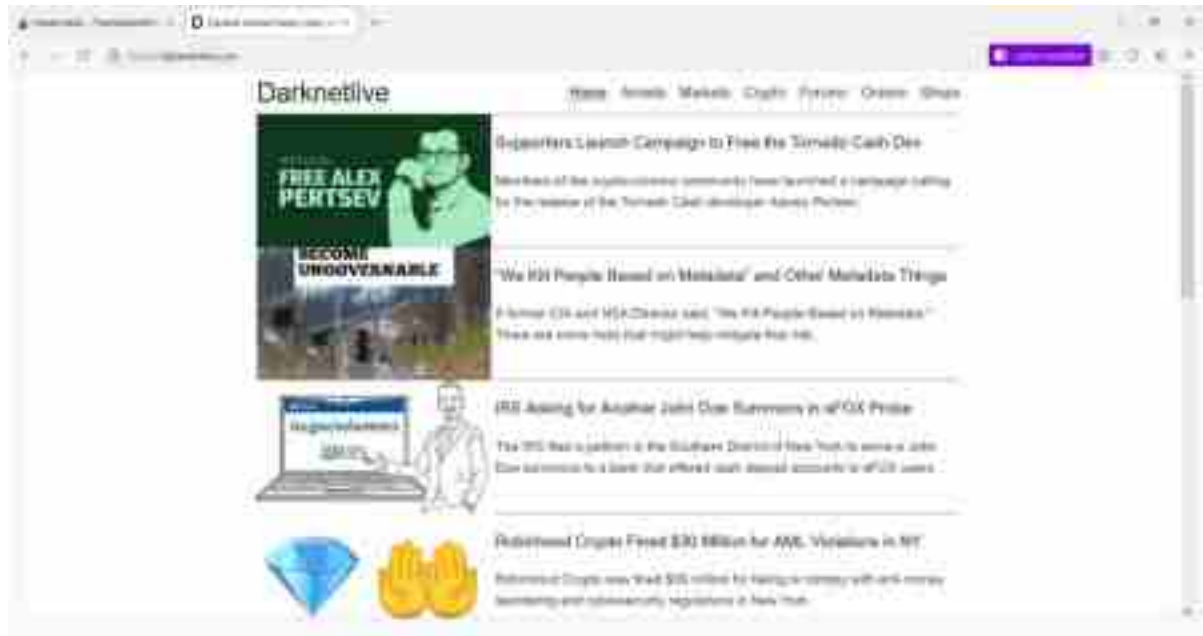 Darknetlive
Home Arrests Markets Crypto Forums Onions Shops
FREE ALEX
PERTSEV
Supporters Launch Campaign to Free the Tornado Cash Dev
Members of the cryptocurrency community have launched a campaign calling
for the release of the Tornado Cash developer Alexey Pertsev.
BECOME
UNGOVERNABLE
"We Kill People Based on Metadata" and Other Metadata Things
A former CIA and NSA Director said, "We Kill People Based on Metadata."
There are some tools that might help mitigate that risk.
IRS Asking for Another John Doe Summons in sFOX Probe
The IRS filed a petition in the Southern District of New York to serve a John
Doe summons to a bank that offered cash deposit accounts to sFOX users.
Robinhood Crypto Fined $30 Million for AML Violations in NY
Robinhood Crypto was fined $30 million for failing to comply with anti-money
laundering and cybersecurity regulations in New York.